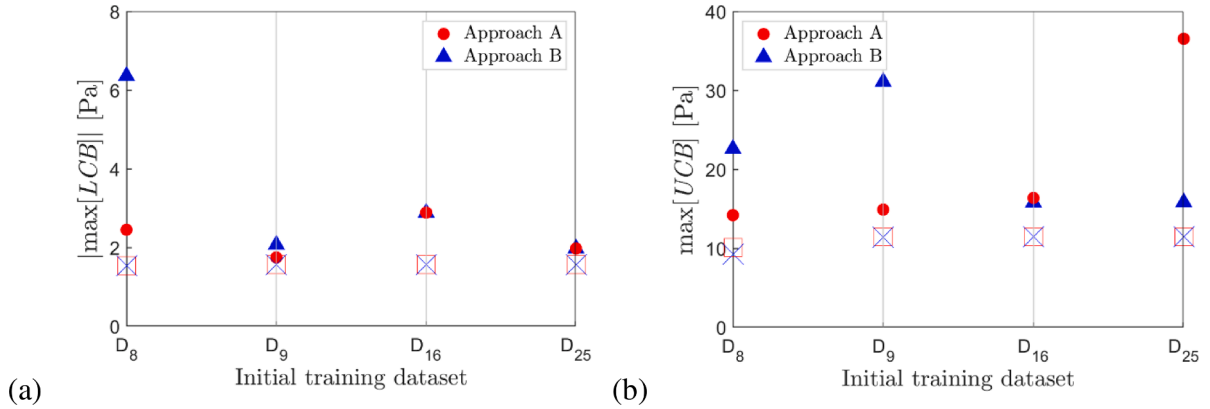 8
6
4
2
0
|max[LCB]| [Pa]
Approach A
Approach B
D8 D9 D16 D25
Initial training dataset
(a)
40
30
20
10
0
max[UCB] [Pa]
Approach A
Approach B
D8 D9 D16 D25
Initial training dataset
(b)